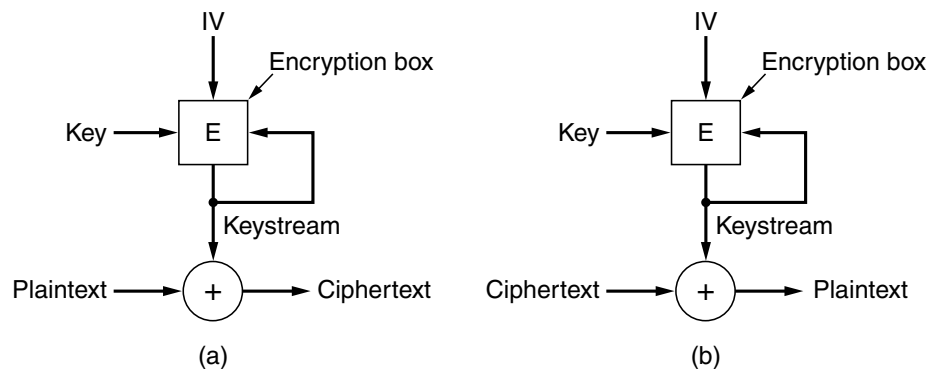 IV
Encryption box
Key
E
Keystream
Plaintext
+
Ciphertext
(a)
IV
Encryption box
Key
E
Keystream
Ciphertext
+
Plaintext
(b)